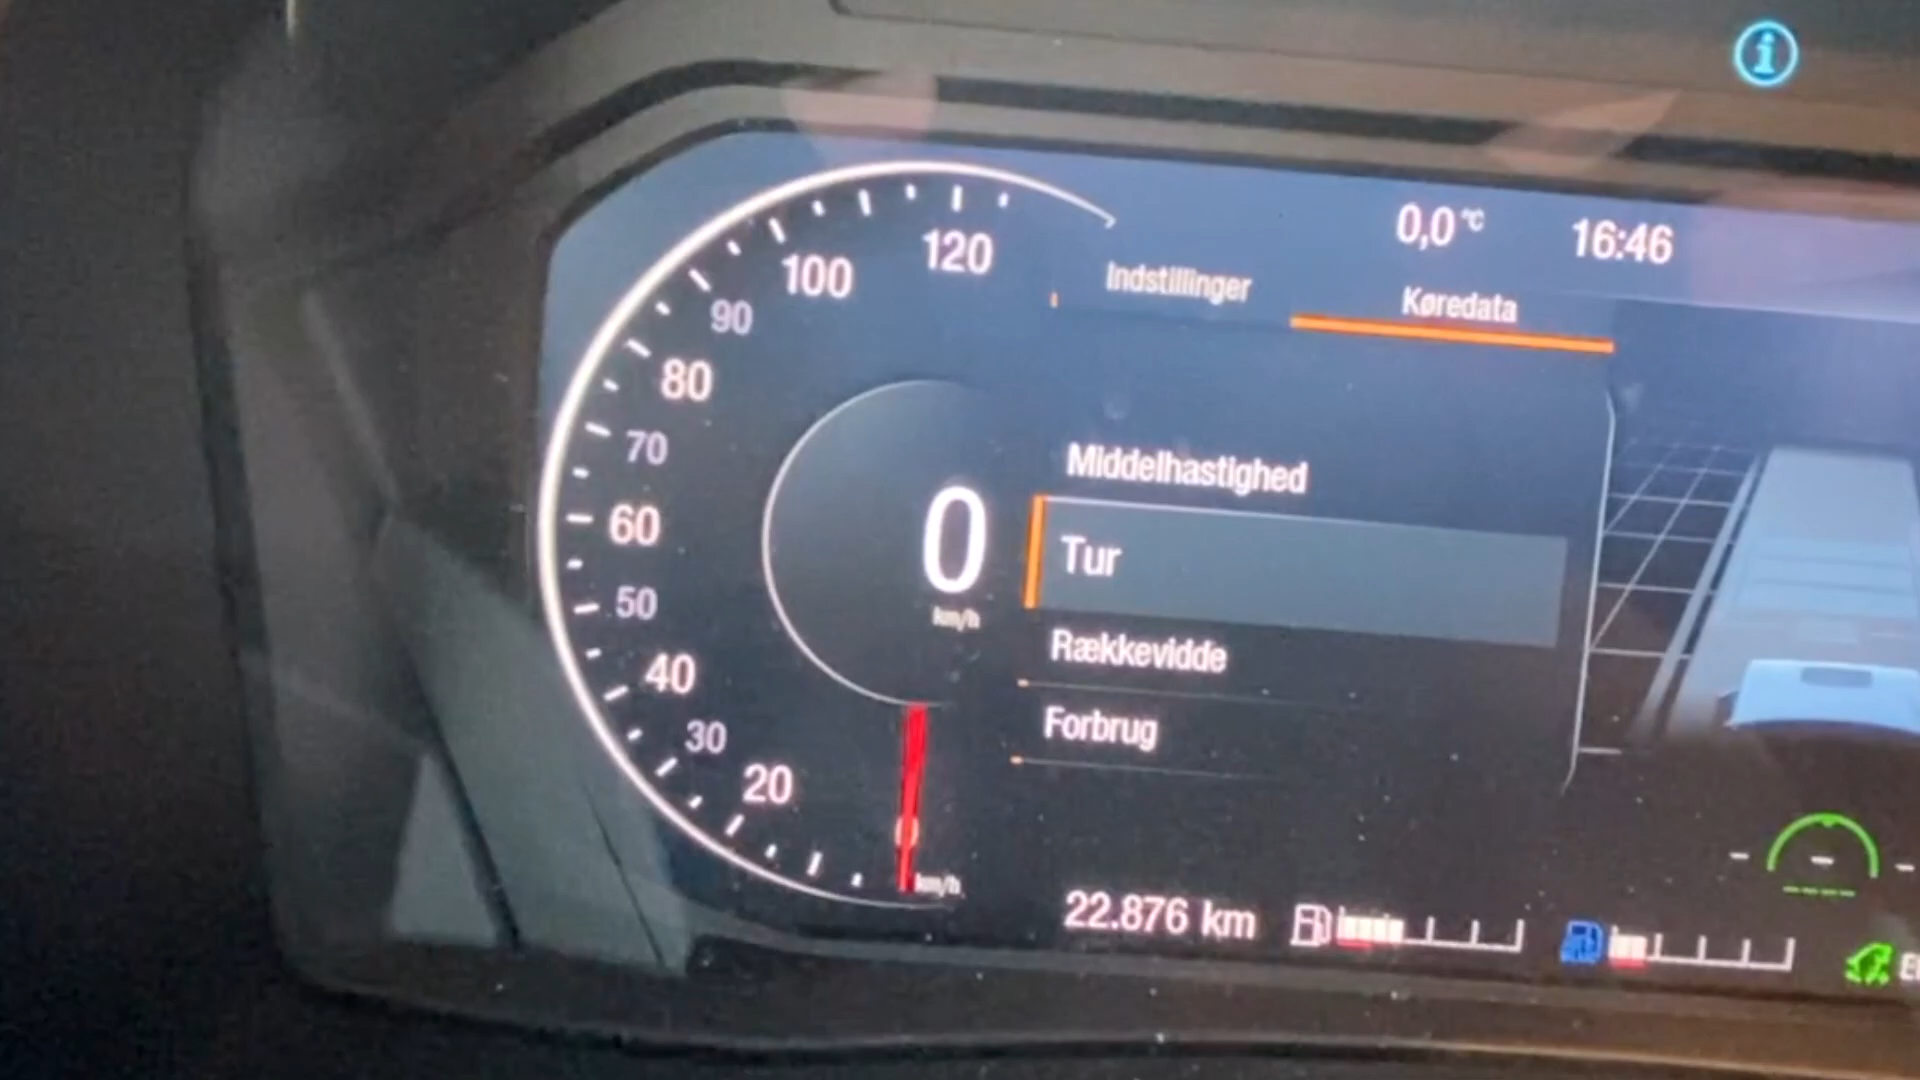 0,0 °C 16:46
Indstillinger Køredata
120
100
90
80
70
60
50
40
30
20
0
km/h
km/h
Middelhastighed
Tur
Rækkevidde
Forbrug
22.876 km